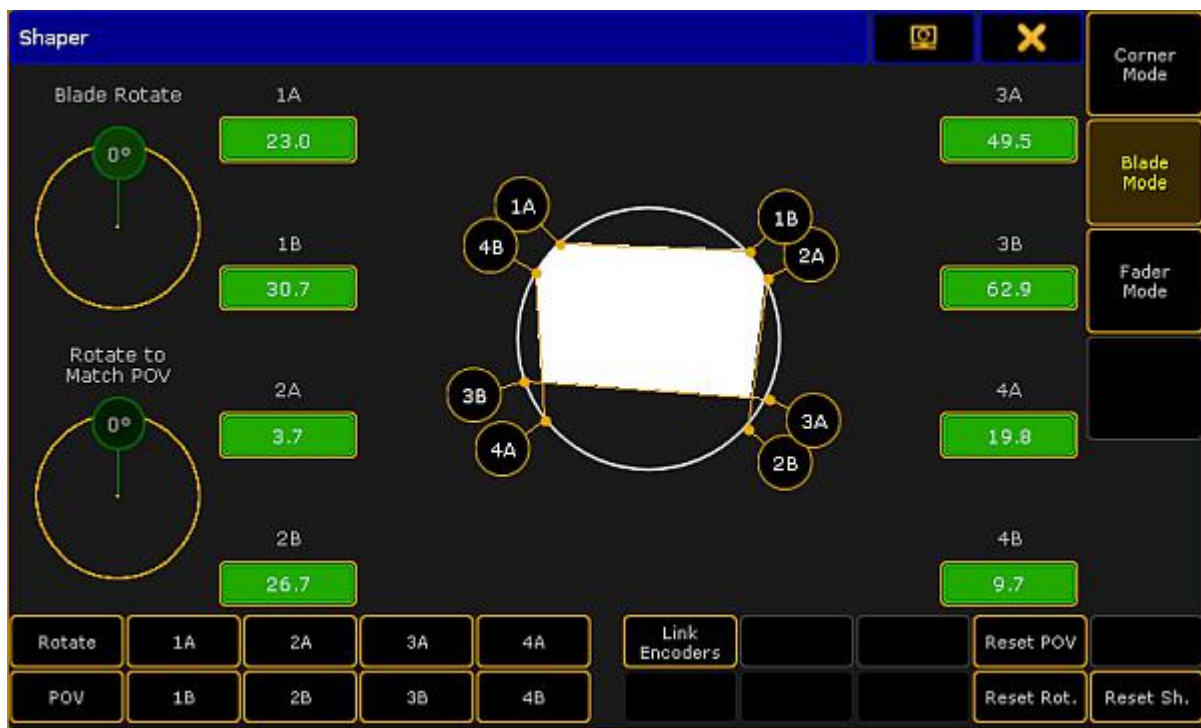 Shaper
Corner
Mode
Blade Rotate
1A
3A
0°
23.0
49.5
Blade
Mode
1A
1B
4B
2A
1B
3B
30.7
62.9
Fader
Mode
Rotate to
Match POV
2A
4A
3B
0°
3.7
3A
19.8
4A
2B
2B
4B
26.7
9.7
Rotate
1A
2A
3A
4A
Link
Encoders
Reset POV
POV
1B
2B
3B
4B
Reset Rot.
Reset Sh.